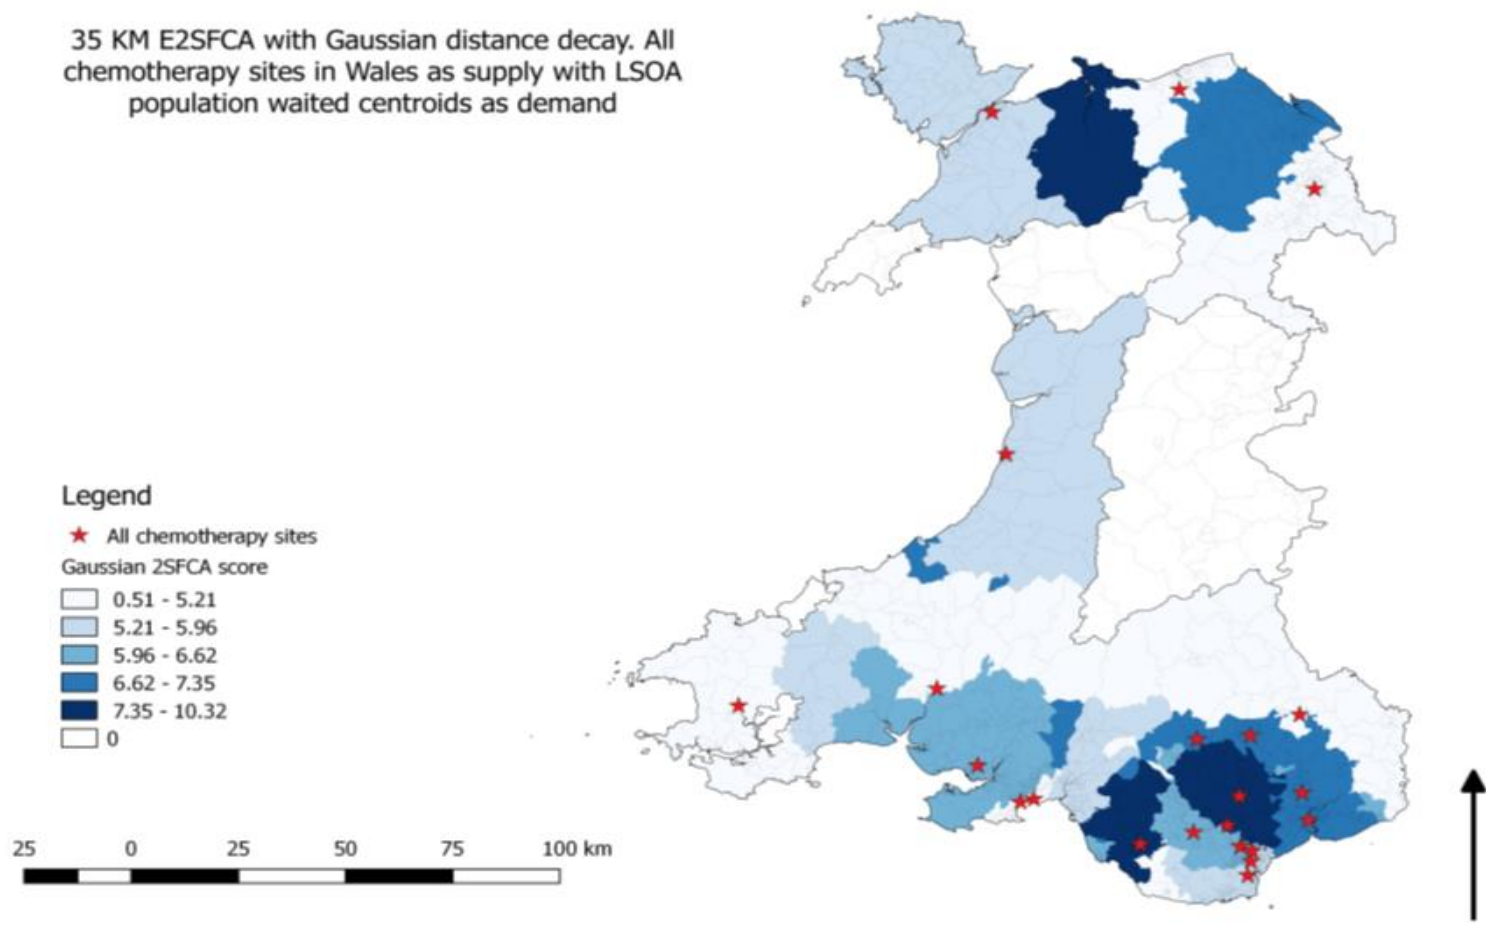 35 KM E2SFCA with Gaussian distance decay. All
chemotherapy sites in Wales as supply with LSOA
population waited centroids as demand
Legend
All chemotherapy sites
Gaussian 2SFCA score
0.51 - 5.21
5.21 - 5.96
5.96 - 6.62
6.62 - 7.35
7.35 - 10.32
0
25 0 25 50 75 100 km